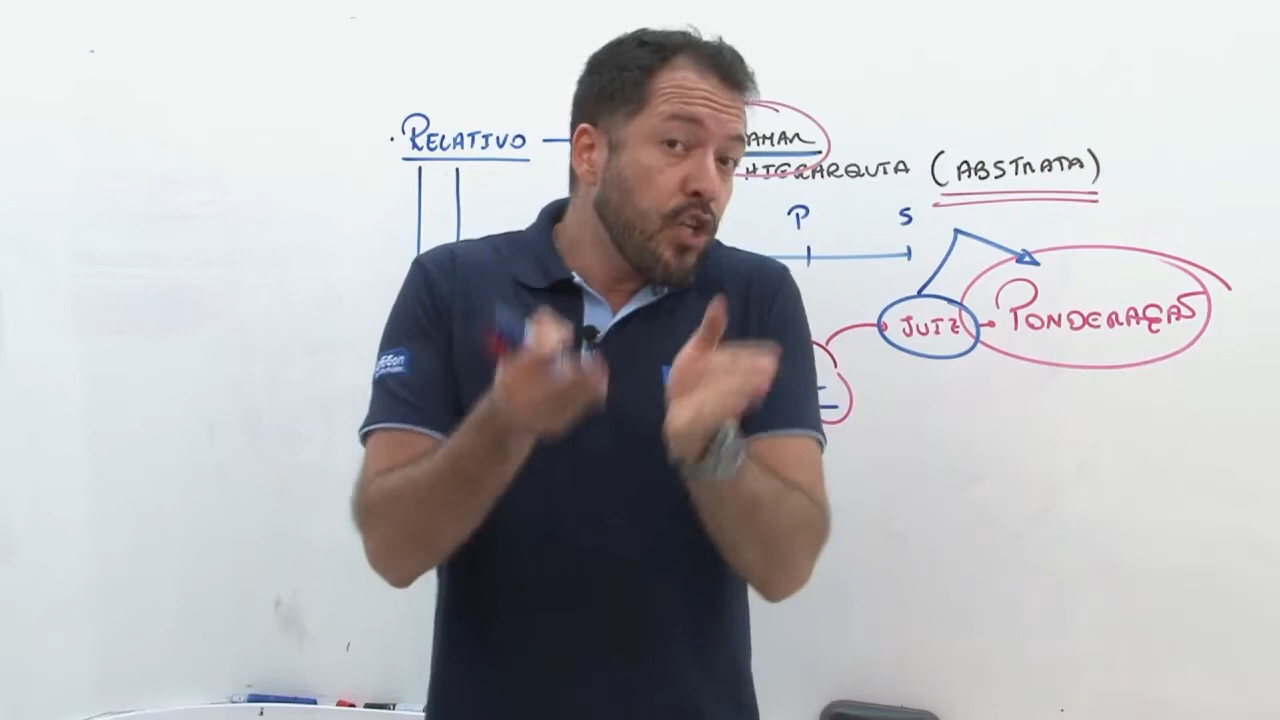 . RELATIVO —
HIERARQUIA (ABSTRATA)
P S
JUIZ PONDERAÇÃO